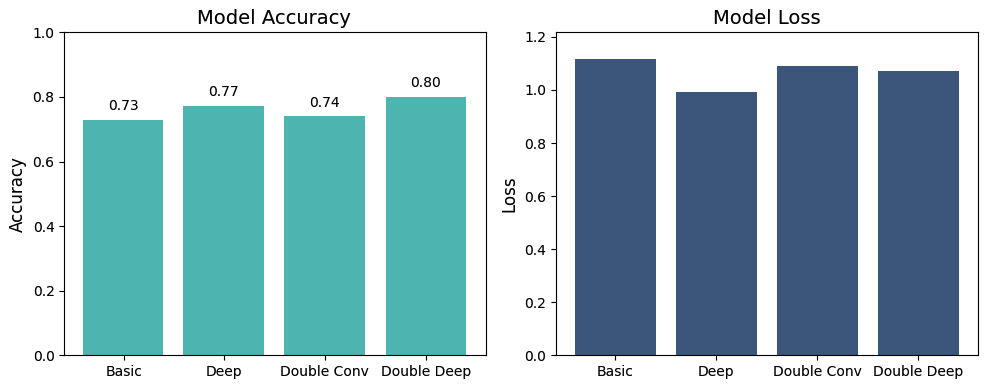 Model Accuracy
1.0
0.8
0.6
0.4
0.2
0.0
Accuracy
0.73
0.77
0.74
0.80
Basic
Deep
Double Conv
Double Deep
Model Loss
1.2
1.0
0.8
0.6
0.4
0.2
0.0
Loss
Basic
Deep
Double Conv
Double Deep